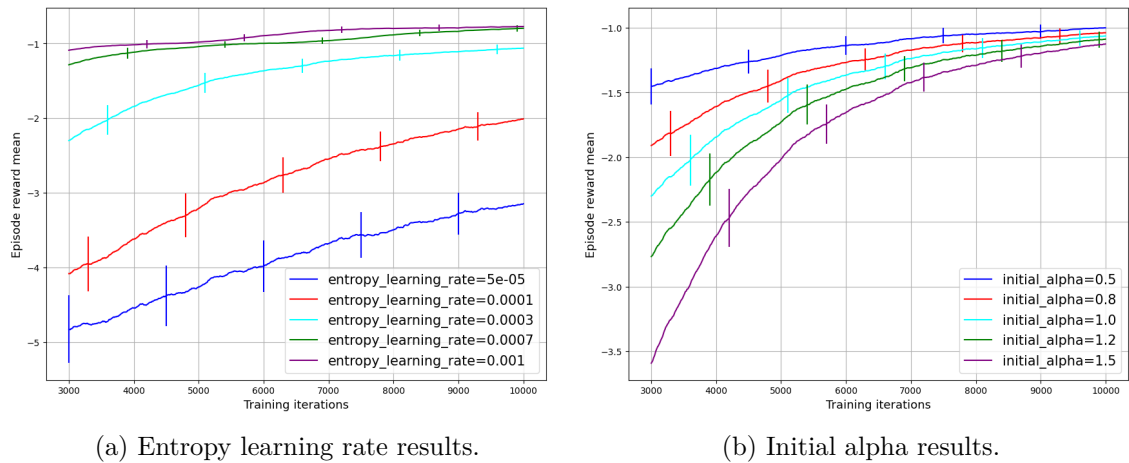 −1
−2
−3
−4
−5
Episode reward mean
3000 4000 5000 6000 7000 8000 9000 10000
Training iterations
entropy_learning_rate=5e-05
entropy_learning_rate=0.0001
entropy_learning_rate=0.0003
entropy_learning_rate=0.0007
entropy_learning_rate=0.001
(a) Entropy learning rate results.
−1.0
−1.5
−2.0
−2.5
−3.0
−3.5
Episode reward mean
3000 4000 5000 6000 7000 8000 9000 10000
Training iterations
initial_alpha=0.5
initial_alpha=0.8
initial_alpha=1.0
initial_alpha=1.2
initial_alpha=1.5
(b) Initial alpha results.